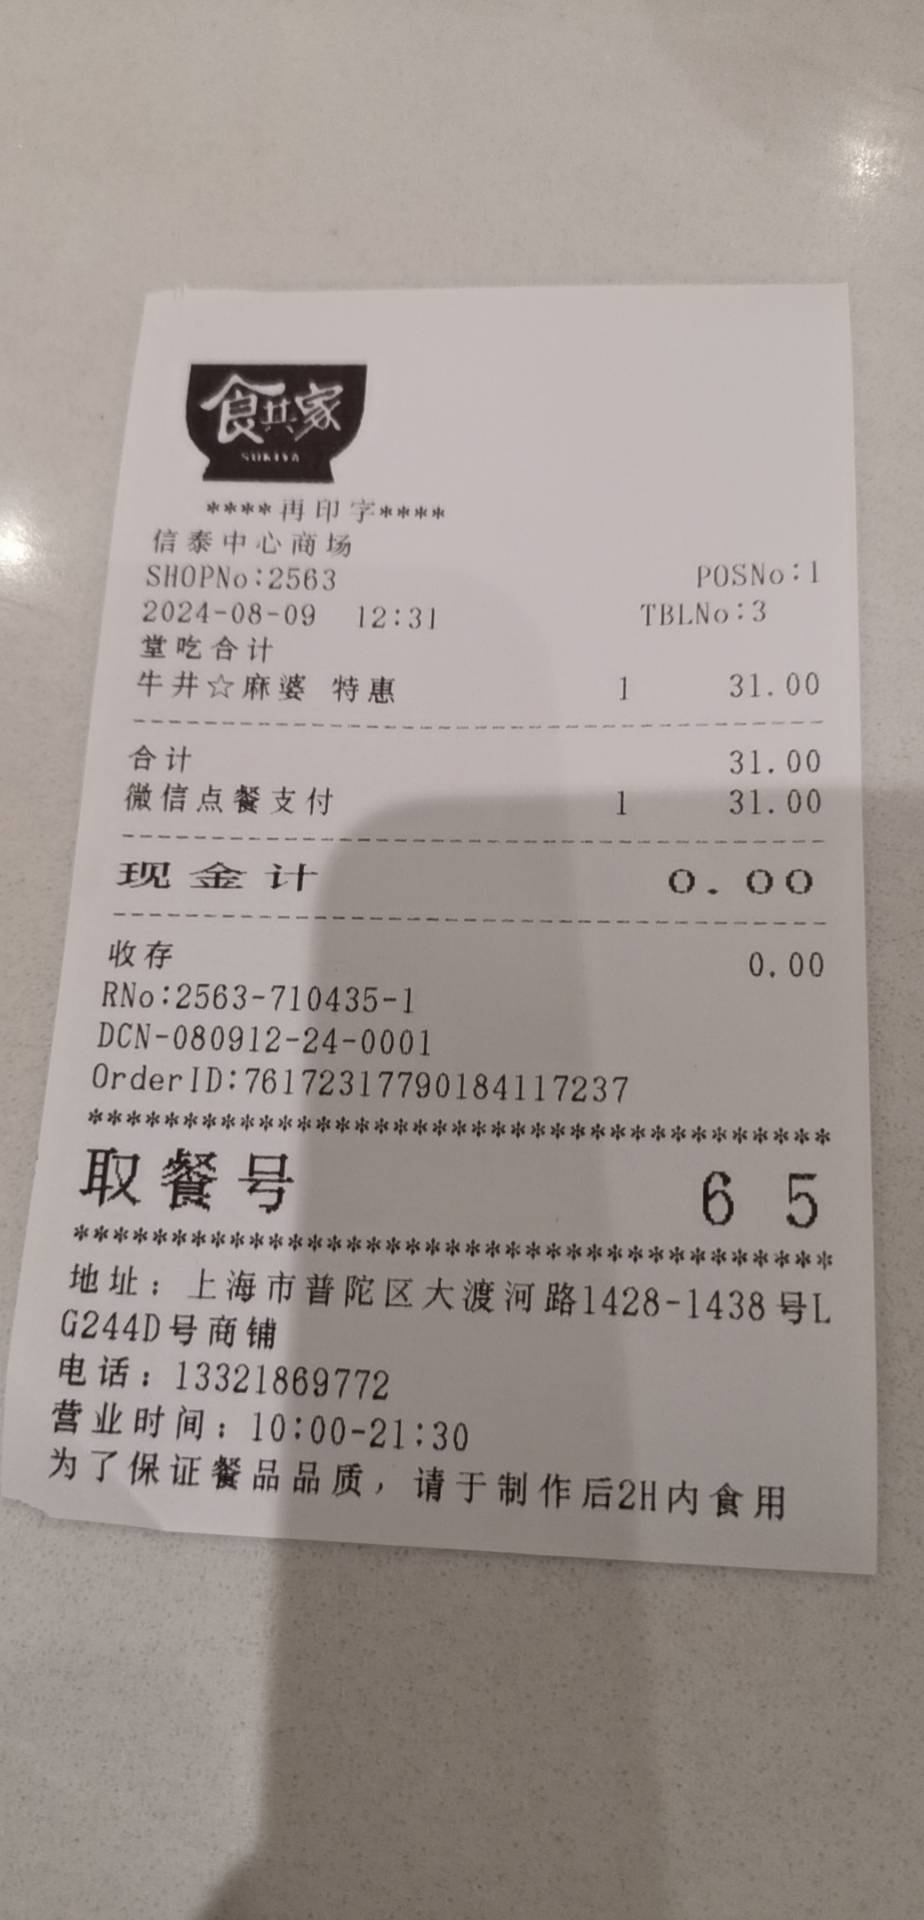 食其家
SUKIYA
****再印字****
信泰中心商场
SHOPNo:2563 POSNo:1
2024-08-09 12:31 TBLNo:3
堂吃合计
牛井☆麻婆 特惠 1 31.00
合计 31.00
微信点餐支付 1 31.00
现金计 0.00
收存 0.00
RNo:2563-710435-1
DCN-080912-24-0001
OrderID:761723177790184117237
****************************************
取餐号 65
****************************************
地址：上海市普陀区大渡河路1428-1438号L
G244D号商铺
电话：13321869772
营业时间：10:00-21:30
为了保证餐品品质，请于制作后2H内食用